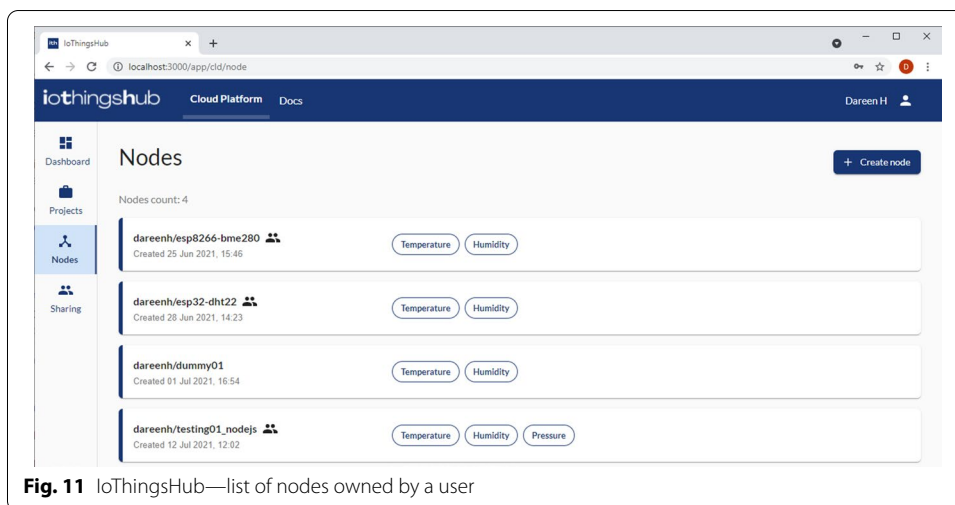 ith IoThingsHub
localhost:3000/app/cld/node
D
iothingshub Cloud Platform Docs Dareen H
Dashboard
Projects
Nodes
Sharing
Nodes
+ Create node
Nodes count: 4
dareenh/esp8266-bme280
Created 25 Jun 2021, 15:46
Temperature Humidity
dareenh/esp32-dht22
Created 28 Jun 2021, 14:23
Temperature Humidity
dareenh/dummy01
Created 01 Jul 2021, 16:54
Temperature Humidity
dareenh/testing01_nodejs
Created 12 Jul 2021, 12:02
Temperature Humidity Pressure
Fig. 11 IoThingsHub—list of nodes owned by a user